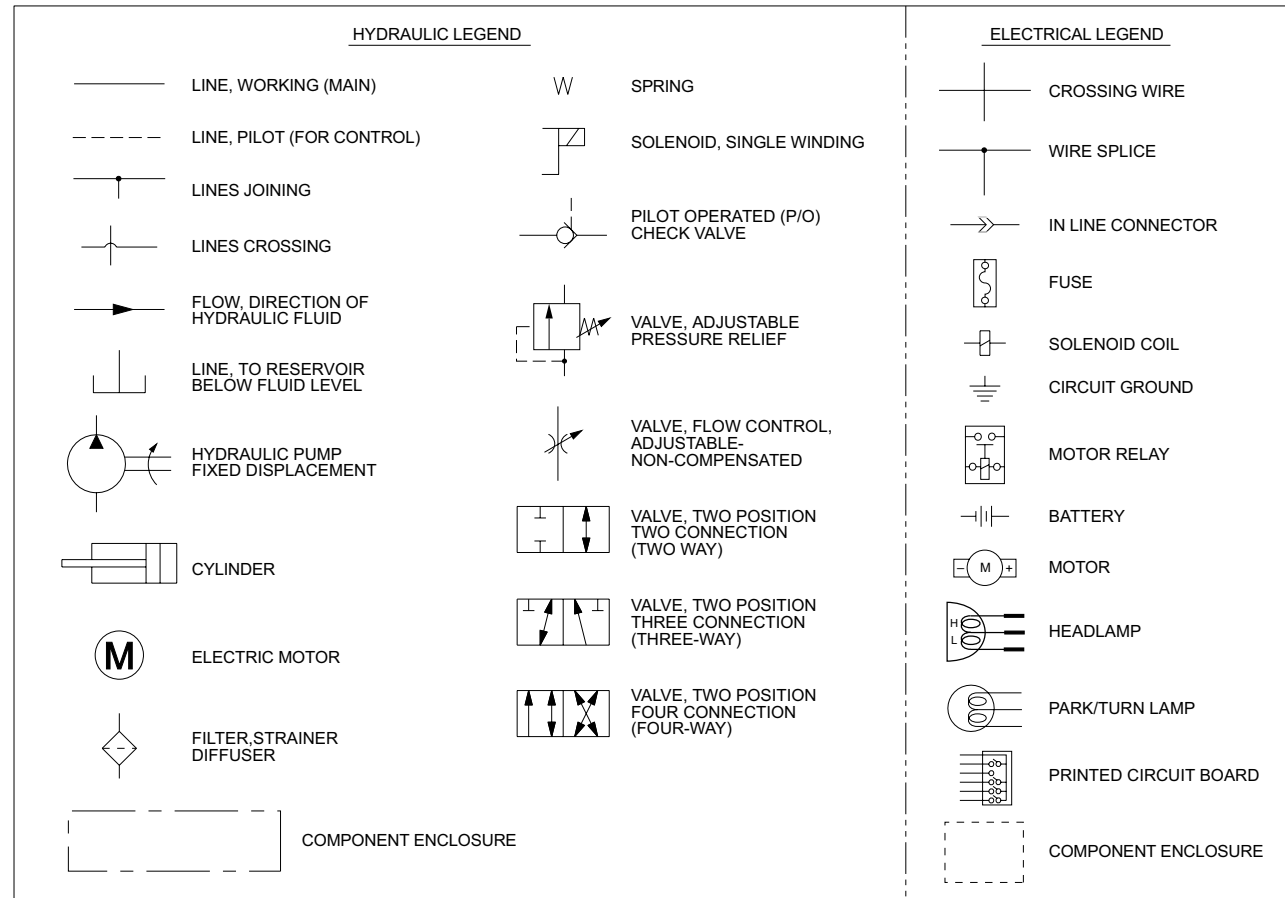 HYDRAULIC LEGEND
LINE, WORKING (MAIN)
LINE, PILOT (FOR CONTROL)
LINES JOINING
LINES CROSSING
FLOW, DIRECTION OF
HYDRAULIC FLUID
LINE, TO RESERVOIR
BELOW FLUID LEVEL
HYDRAULIC PUMP
FIXED DISPLACEMENT
CYLINDER
M
ELECTRIC MOTOR
FILTER,STRAINER
DIFFUSER
COMPONENT ENCLOSURE
SPRING
SOLENOID, SINGLE WINDING
PILOT OPERATED (P/O)
CHECK VALVE
VALVE, ADJUSTABLE
PRESSURE RELIEF
VALVE, FLOW CONTROL,
ADJUSTABLE-
NON-COMPENSATED
VALVE, TWO POSITION
TWO CONNECTION
(TWO WAY)
VALVE, TWO POSITION
THREE CONNECTION
(THREE-WAY)
VALVE, TWO POSITION
FOUR CONNECTION
(FOUR-WAY)
ELECTRICAL LEGEND
CROSSING WIRE
WIRE SPLICE
IN LINE CONNECTOR
FUSE
SOLENOID COIL
CIRCUIT GROUND
MOTOR RELAY
BATTERY
– M +
MOTOR
H
L
HEADLAMP
PARK/TURN LAMP
PRINTED CIRCUIT BOARD
COMPONENT ENCLOSURE